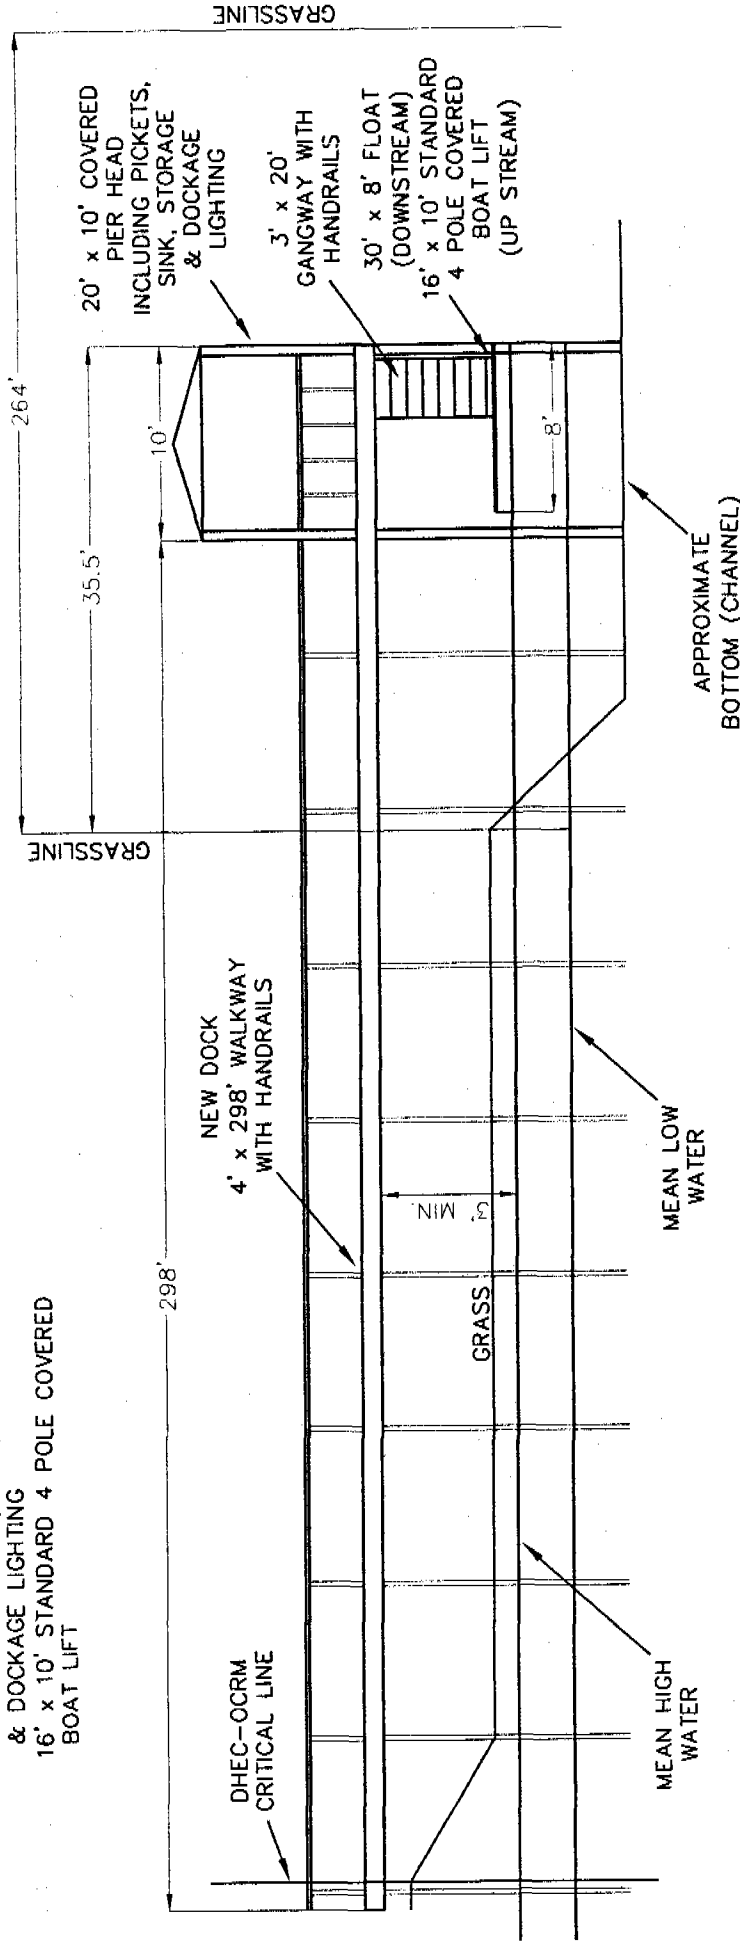 & DOCKAGE LIGHTING
16' x 10' STANDARD 4 POLE COVERED
BOAT LIFT
DHEC-OCRM
CRITICAL LINE
298'
NEW DOCK
4' x 298' WALKWAY
WITH HANDRAILS
GRASSLINE
264'
35.5'
10'
GRASSLINE
20' x 10' COVERED
PIER HEAD
INCLUDING PICKETS,
SINK, STORAGE
& DOCKAGE
LIGHTING
3' x 20'
GANGWAY WITH
HANDRAILS
30' x 8' FLOAT
(DOWNSTREAM)
16' x 10' STANDARD
4 POLE COVERED
BOAT LIFT
(UP STREAM)
8'
3' MIN.
GRASS
MEAN HIGH
WATER
MEAN LOW
WATER
APPROXIMATE
BOTTOM (CHANNEL)